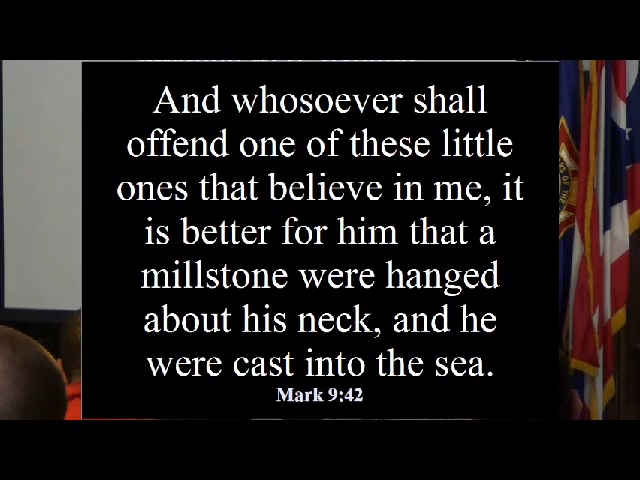 And whosoever shall
offend one of these little
ones that believe in me, it
is better for him that a
millstone were hanged
about his neck, and he
were cast into the sea.
Mark 9:42